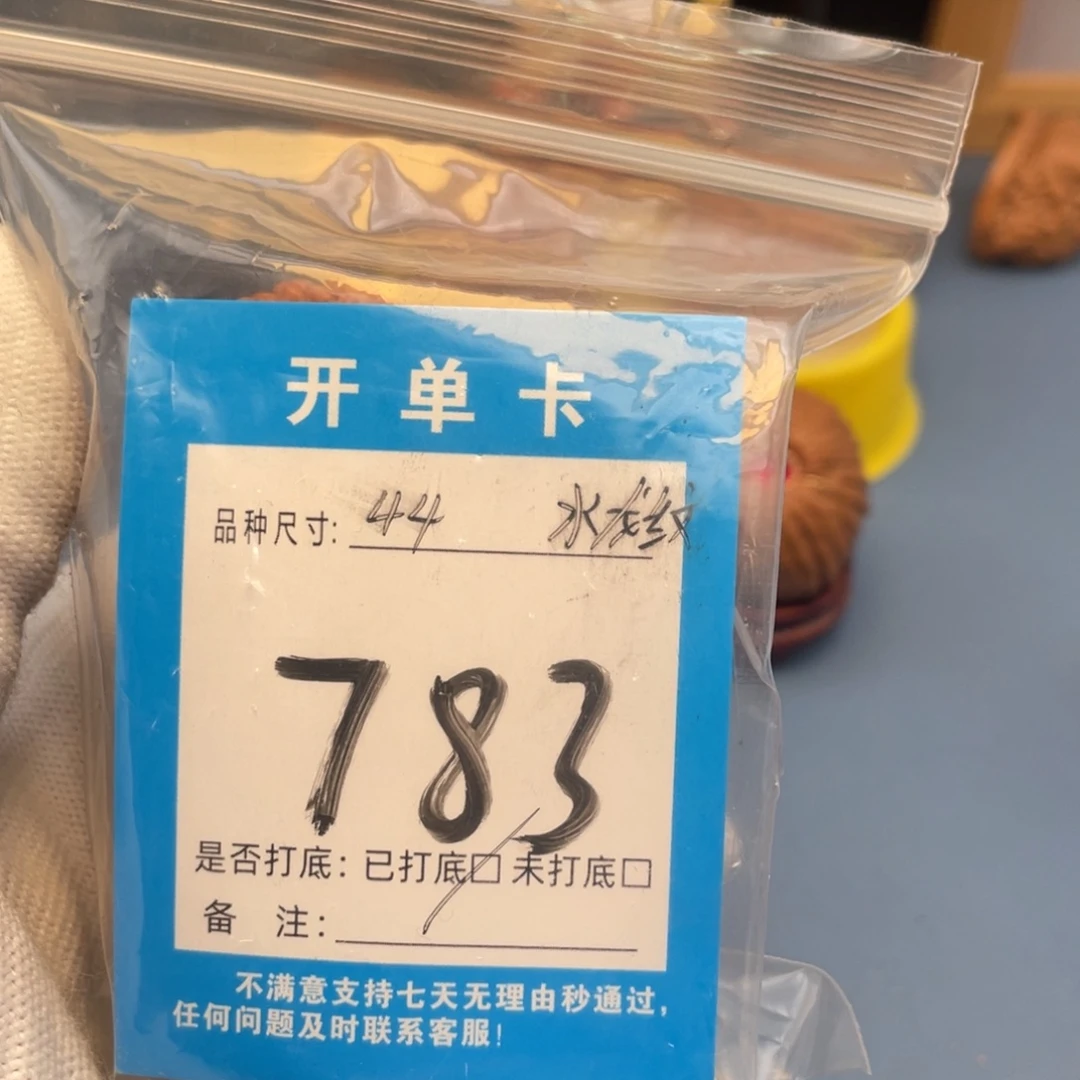 开单卡
品种尺寸: 44 水龙纹
783
是否打底: 已打底□ 未打底□
备 注:
不满意支持七天无理由秒通过,
任何问题及时联系客服!